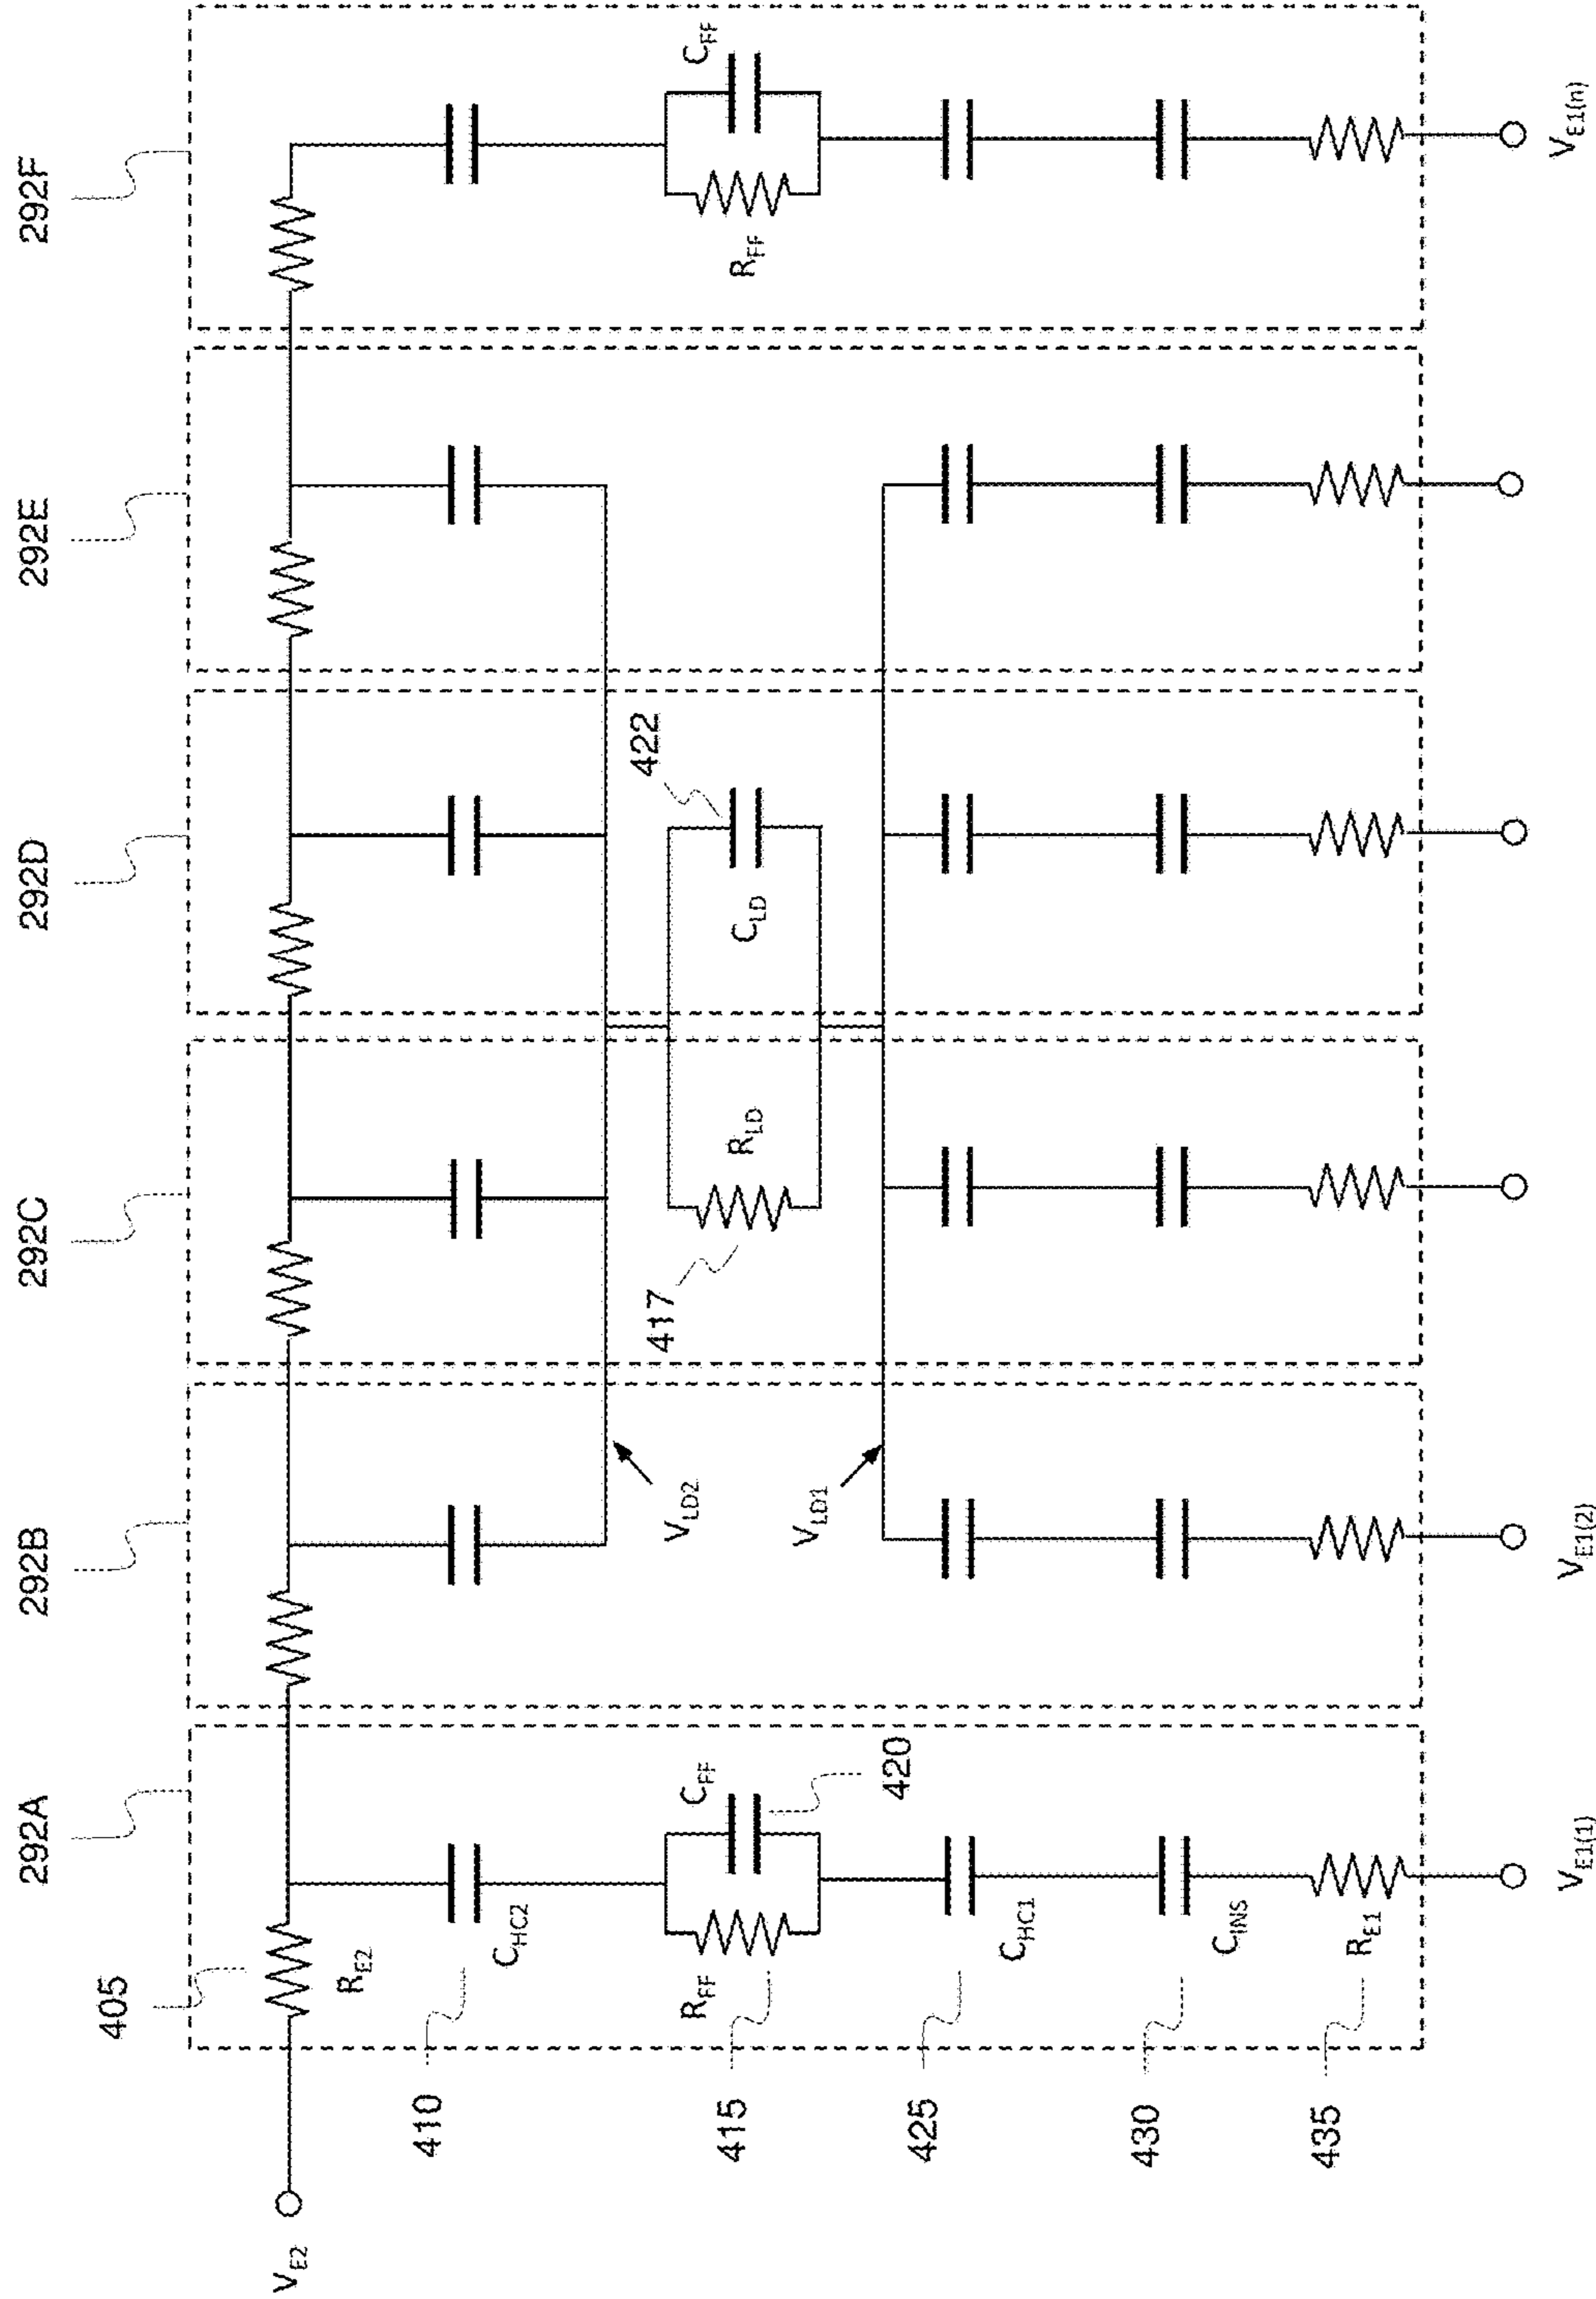 292A
292B
292C
292D
292E
292F
405
R_E2
V_E2
410
C_HC2
V_LD2
417
R_LD
422
C_LD
415
R_FF
C_FF
420
R_FF
C_FF
425
C_HC1
V_LD1
430
C_INS
435
R_E1
V_E1(1)
V_E1(2)
V_E1(n)